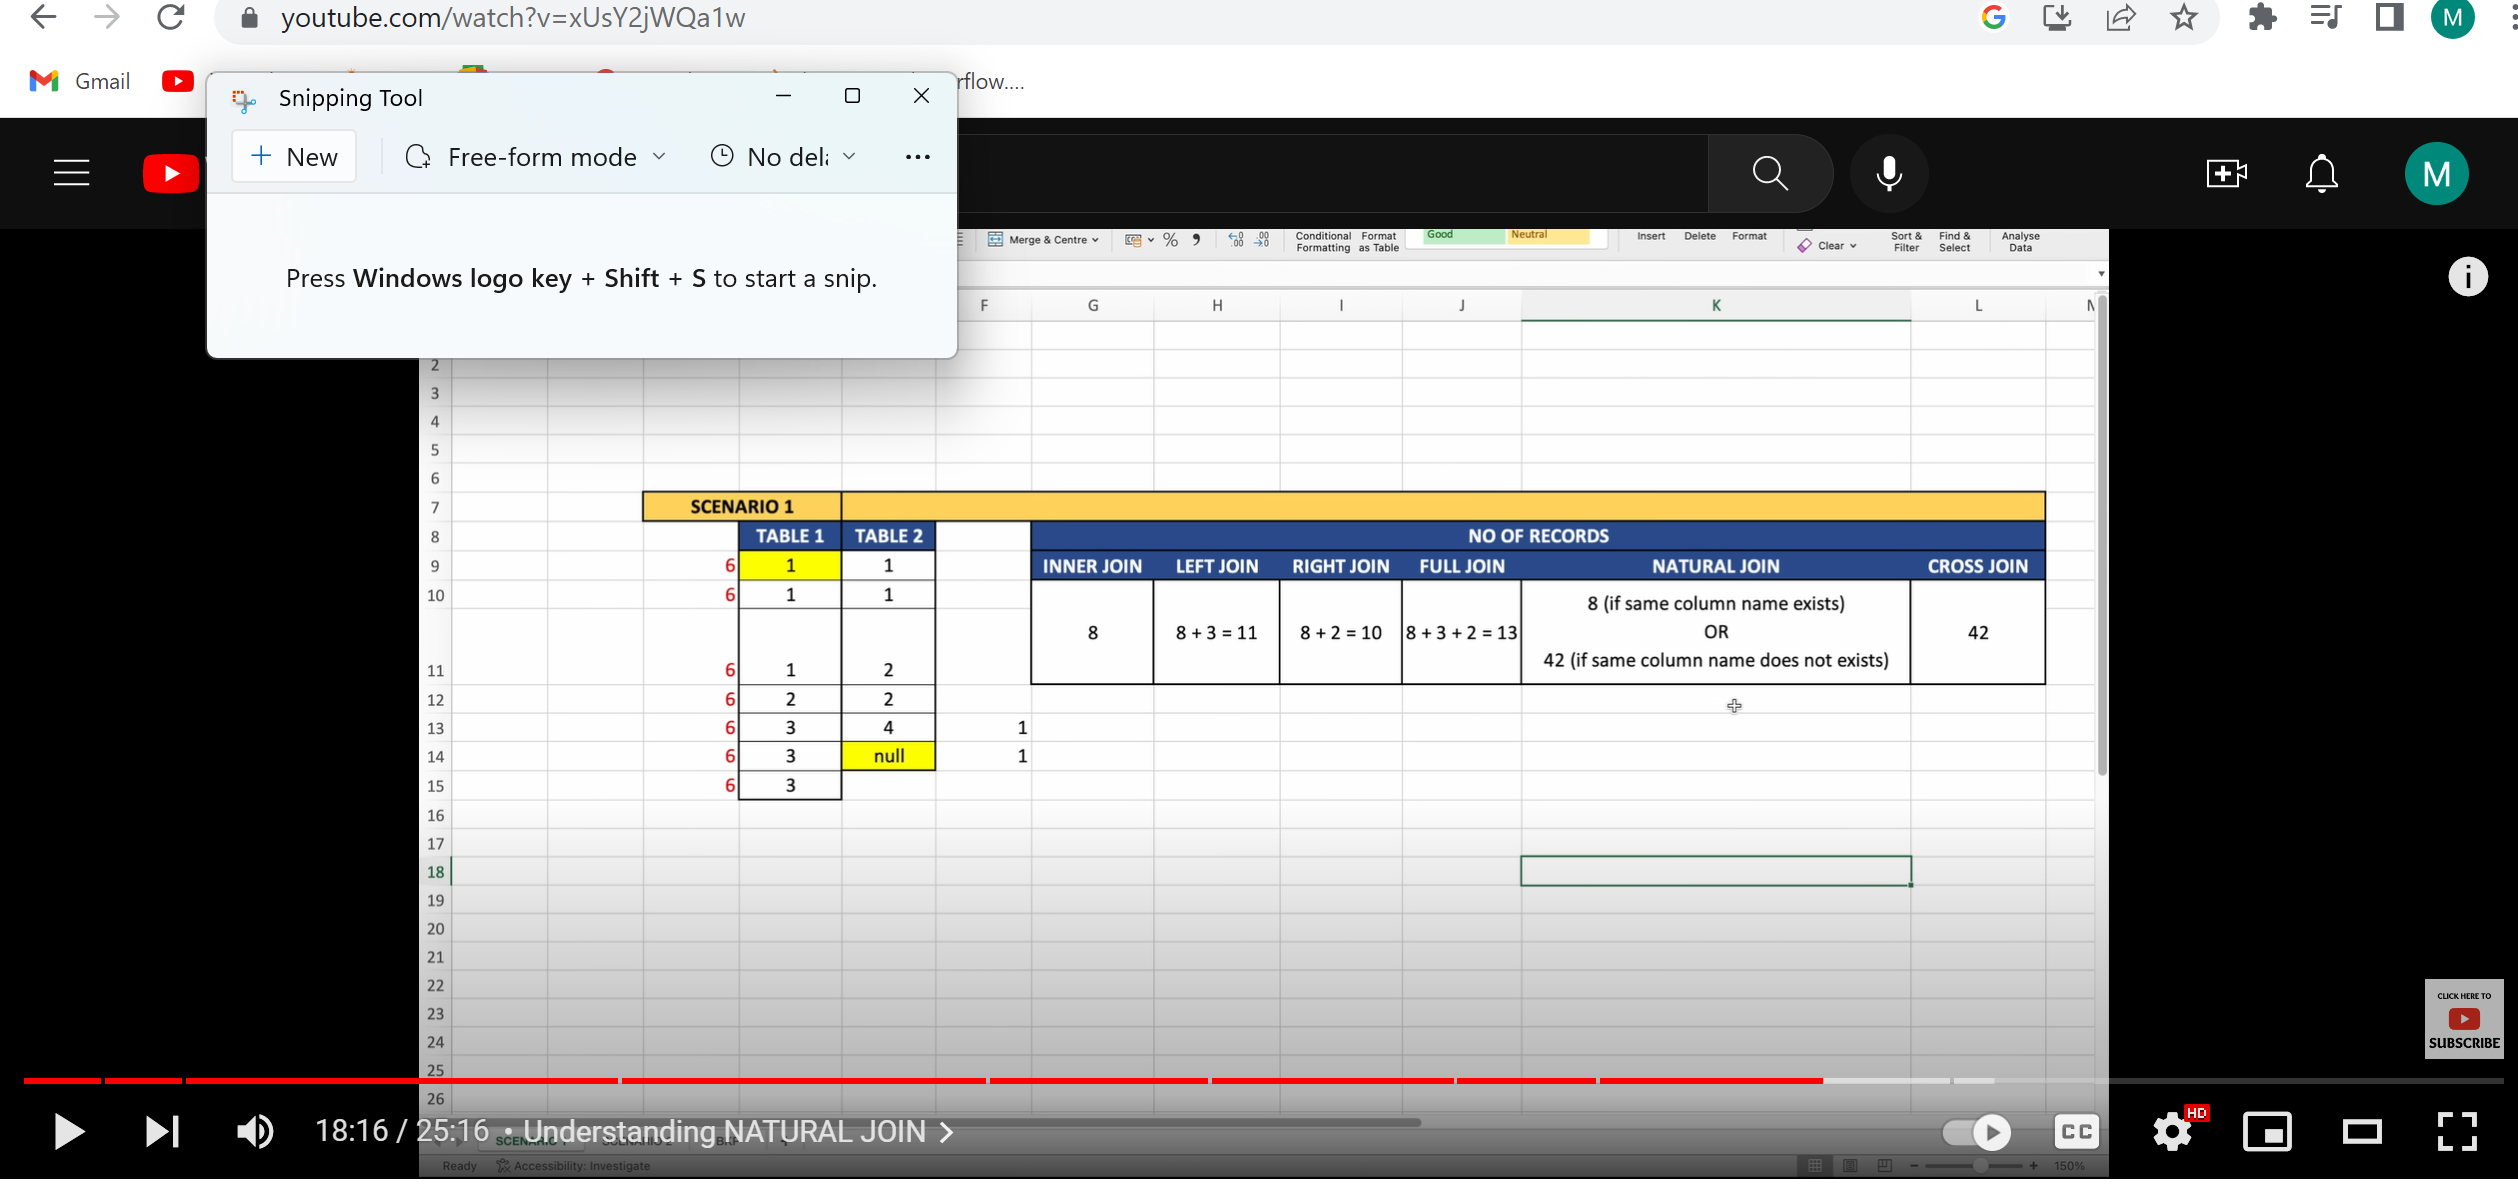 youtube.com/watch?v=xUsY2jWQa1w
M
Gmail
rflow....
Snipping Tool
New
Free-form mode
No dela
Press Windows logo key + Shift + S to start a snip.
M
Merge & Centre
%
Conditional Formatting
Format as Table
Good
Neutral
Insert
Delete
Format
Clear
Sort & Filter
Find & Select
Analyse Data
F G H I J K L
2
3
4
5
6
7 SCENARIO 1
8 TABLE 1 TABLE 2 NO OF RECORDS
9 6 1 1 INNER JOIN LEFT JOIN RIGHT JOIN FULL JOIN NATURAL JOIN CROSS JOIN
10 6 1 1
8 8 + 3 = 11 8 + 2 = 10 8 + 3 + 2 = 13
8 (if same column name exists)
OR
42 (if same column name does not exists)
42
11 6 1 2
12 6 2 2
13 6 3 4 1
14 6 3 null 1
15 6 3
16
17
18
19
20
21
22
23
24
25
26
CLICK HERE TO
SUBSCRIBE
18:16 / 25:16 • Understanding NATURAL JOIN
CC
HD
Ready
Accessibility: Investigate
150%